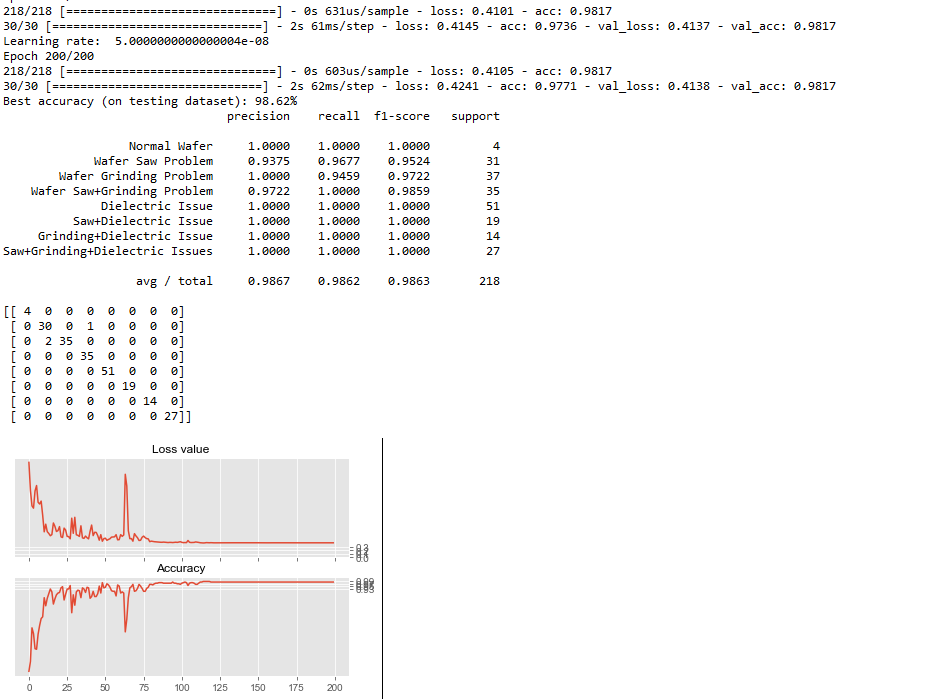 218/218 [==============================] - 0s 631us/sample - loss: 0.4101 - acc: 0.9817
30/30 [==============================] - 2s 61ms/step - loss: 0.4145 - acc: 0.9736 - val_loss: 0.4137 - val_acc: 0.9817
Learning rate:  5.0000000000000004e-08
Epoch 200/200
218/218 [==============================] - 0s 603us/sample - loss: 0.4105 - acc: 0.9817
30/30 [==============================] - 2s 62ms/step - loss: 0.4241 - acc: 0.9771 - val_loss: 0.4138 - val_acc: 0.9817
Best accuracy (on testing dataset): 98.62%
precision recall f1-score support
Normal Wafer 1.0000 1.0000 1.0000 4
Wafer Saw Problem 0.9375 0.9677 0.9524 31
Wafer Grinding Problem 1.0000 0.9459 0.9722 37
Wafer Saw+Grinding Problem 0.9722 1.0000 0.9859 35
Dielectric Issue 1.0000 1.0000 1.0000 51
Saw+Dielectric Issue 1.0000 1.0000 1.0000 19
Grinding+Dielectric Issue 1.0000 1.0000 1.0000 14
Saw+Grinding+Dielectric Issues 1.0000 1.0000 1.0000 27
avg / total 0.9867 0.9862 0.9863 218
[[ 4 0 0 0 0 0 0 0]
[ 0 30 0 1 0 0 0 0]
[ 0 2 35 0 0 0 0 0]
[ 0 0 0 35 0 0 0 0]
[ 0 0 0 0 51 0 0 0]
[ 0 0 0 0 0 19 0 0]
[ 0 0 0 0 0 0 14 0]
[ 0 0 0 0 0 0 0 27]]
Loss value
0.3
0.0
Accuracy
0.93
0 25 50 75 100 125 150 175 200